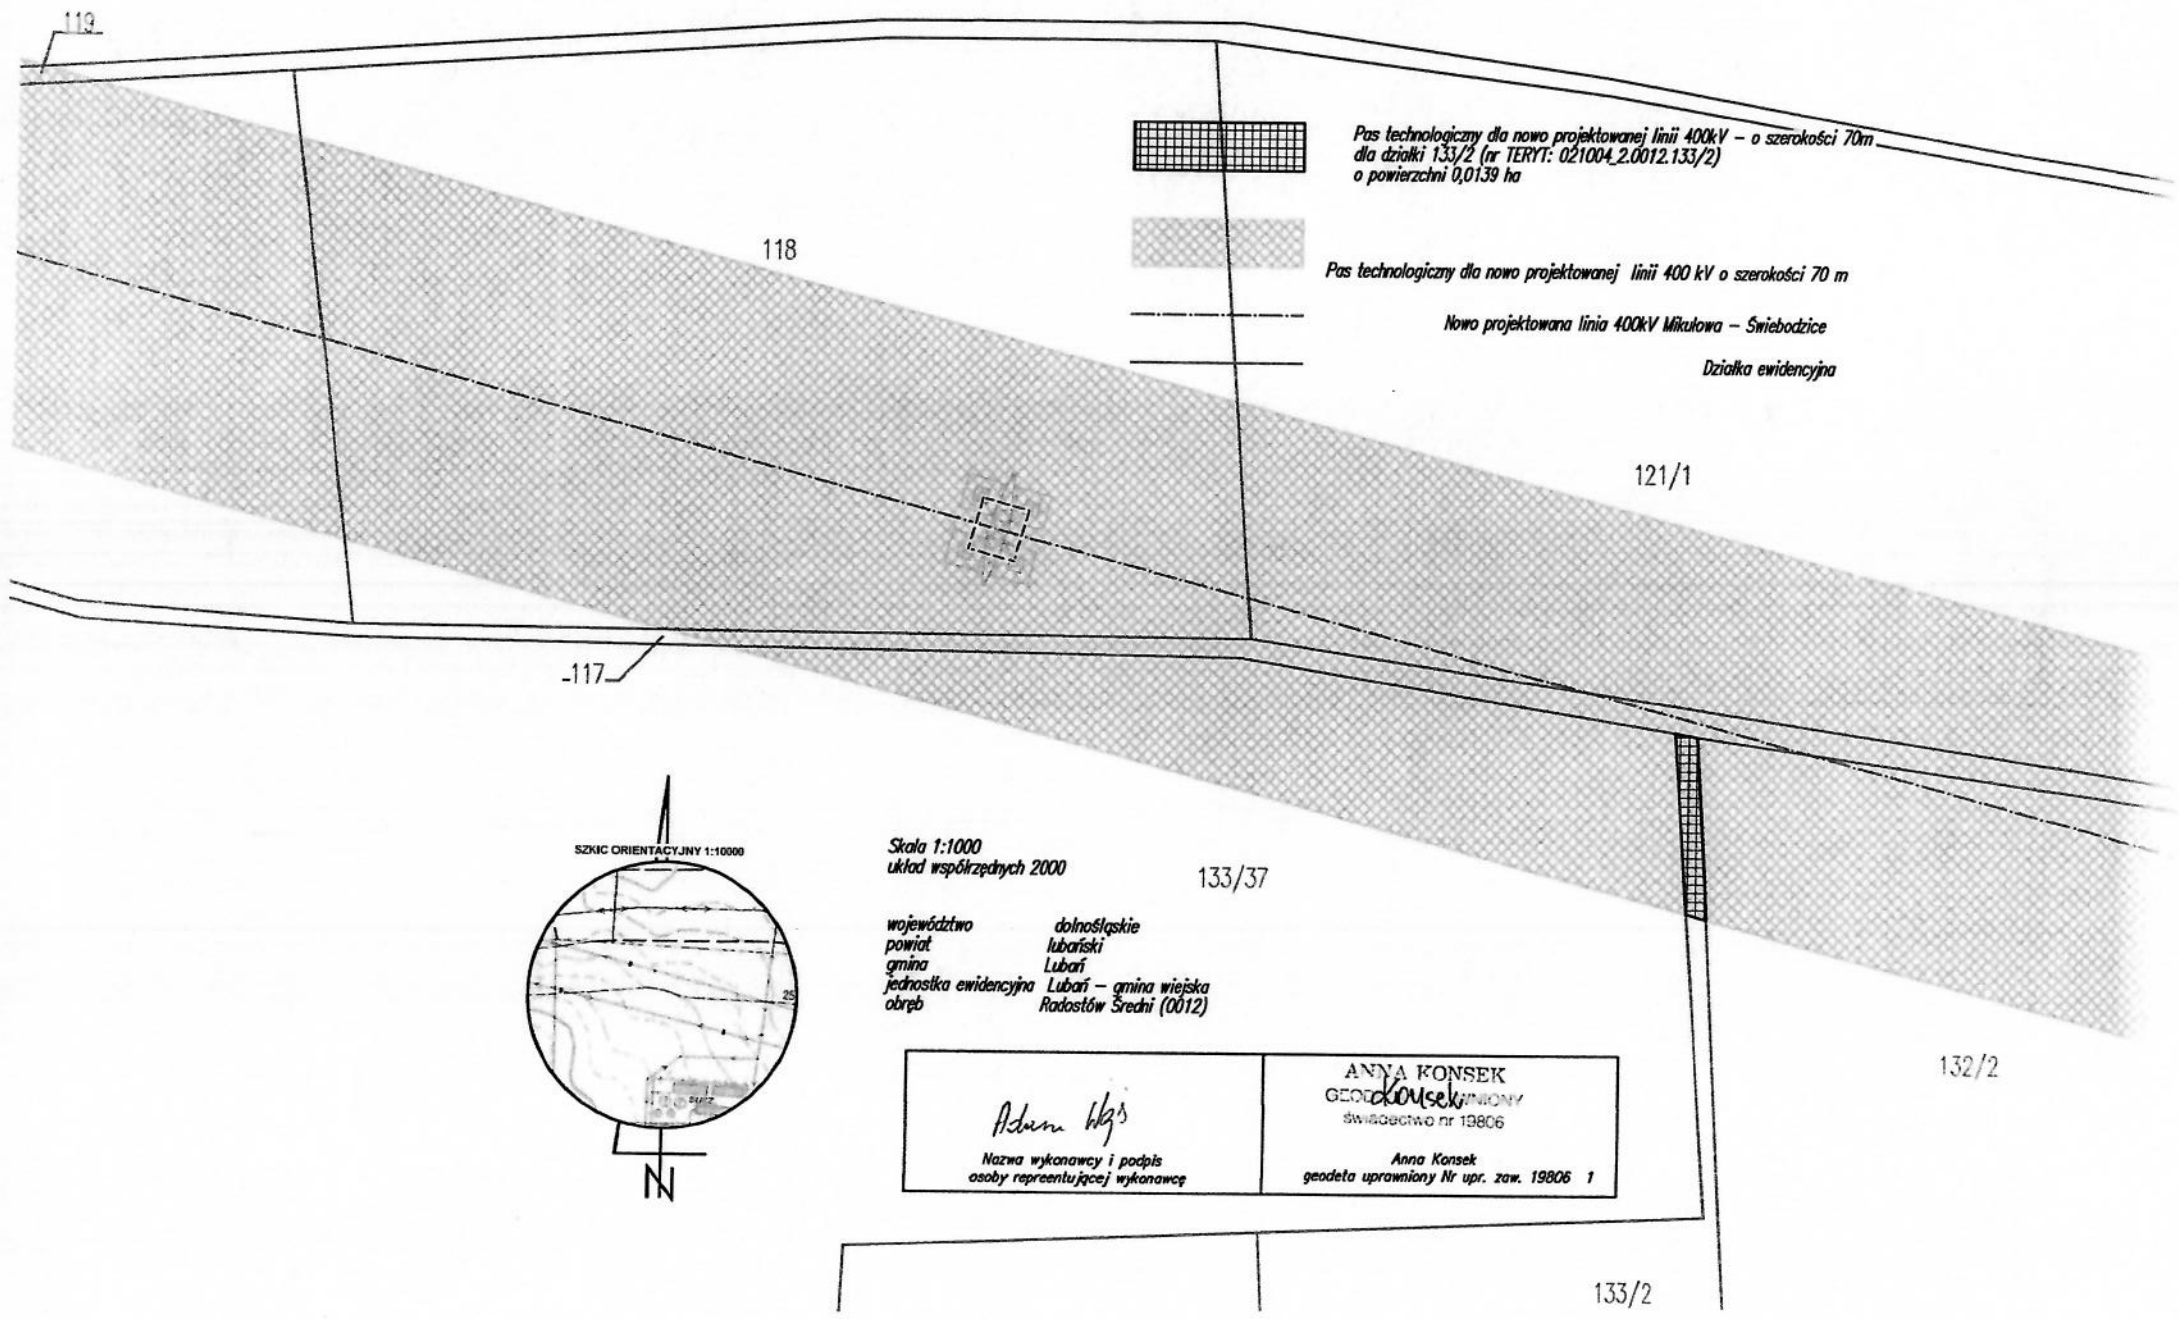 119
Pas technologiczny dla nowo projektowanej linii 400kV – o szerokości 70m
dla działki 133/2 (nr TERYT: 021004_2.0012.133/2)
o powierzchni 0,0139 ha
118
Pas technologiczny dla nowo projektowanej linii 400 kV o szerokości 70 m
Nowo projektowana linia 400kV Mikułowa – Świebodzice
Działka ewidencyjna
121/1
117
SZKIC ORIENTACYJNY 1:10000
25
N
Skala 1:1000
układ współrzędnych 2000
133/37
województwo dolnośląskie
powiat lubański
gmina Lubań
jednostka ewidencyjna Lubań – gmina wiejska
obręb Radostów Średni (0012)
132/2
Adam
Nazwa wykonawcy i podpis
osoby repreentującej wykonawcę
ANNA KONSEK
Konsek
świadectwo nr 19806
Anna Konsek
geodeta uprawniony Nr upr. zaw. 19806 1
133/2